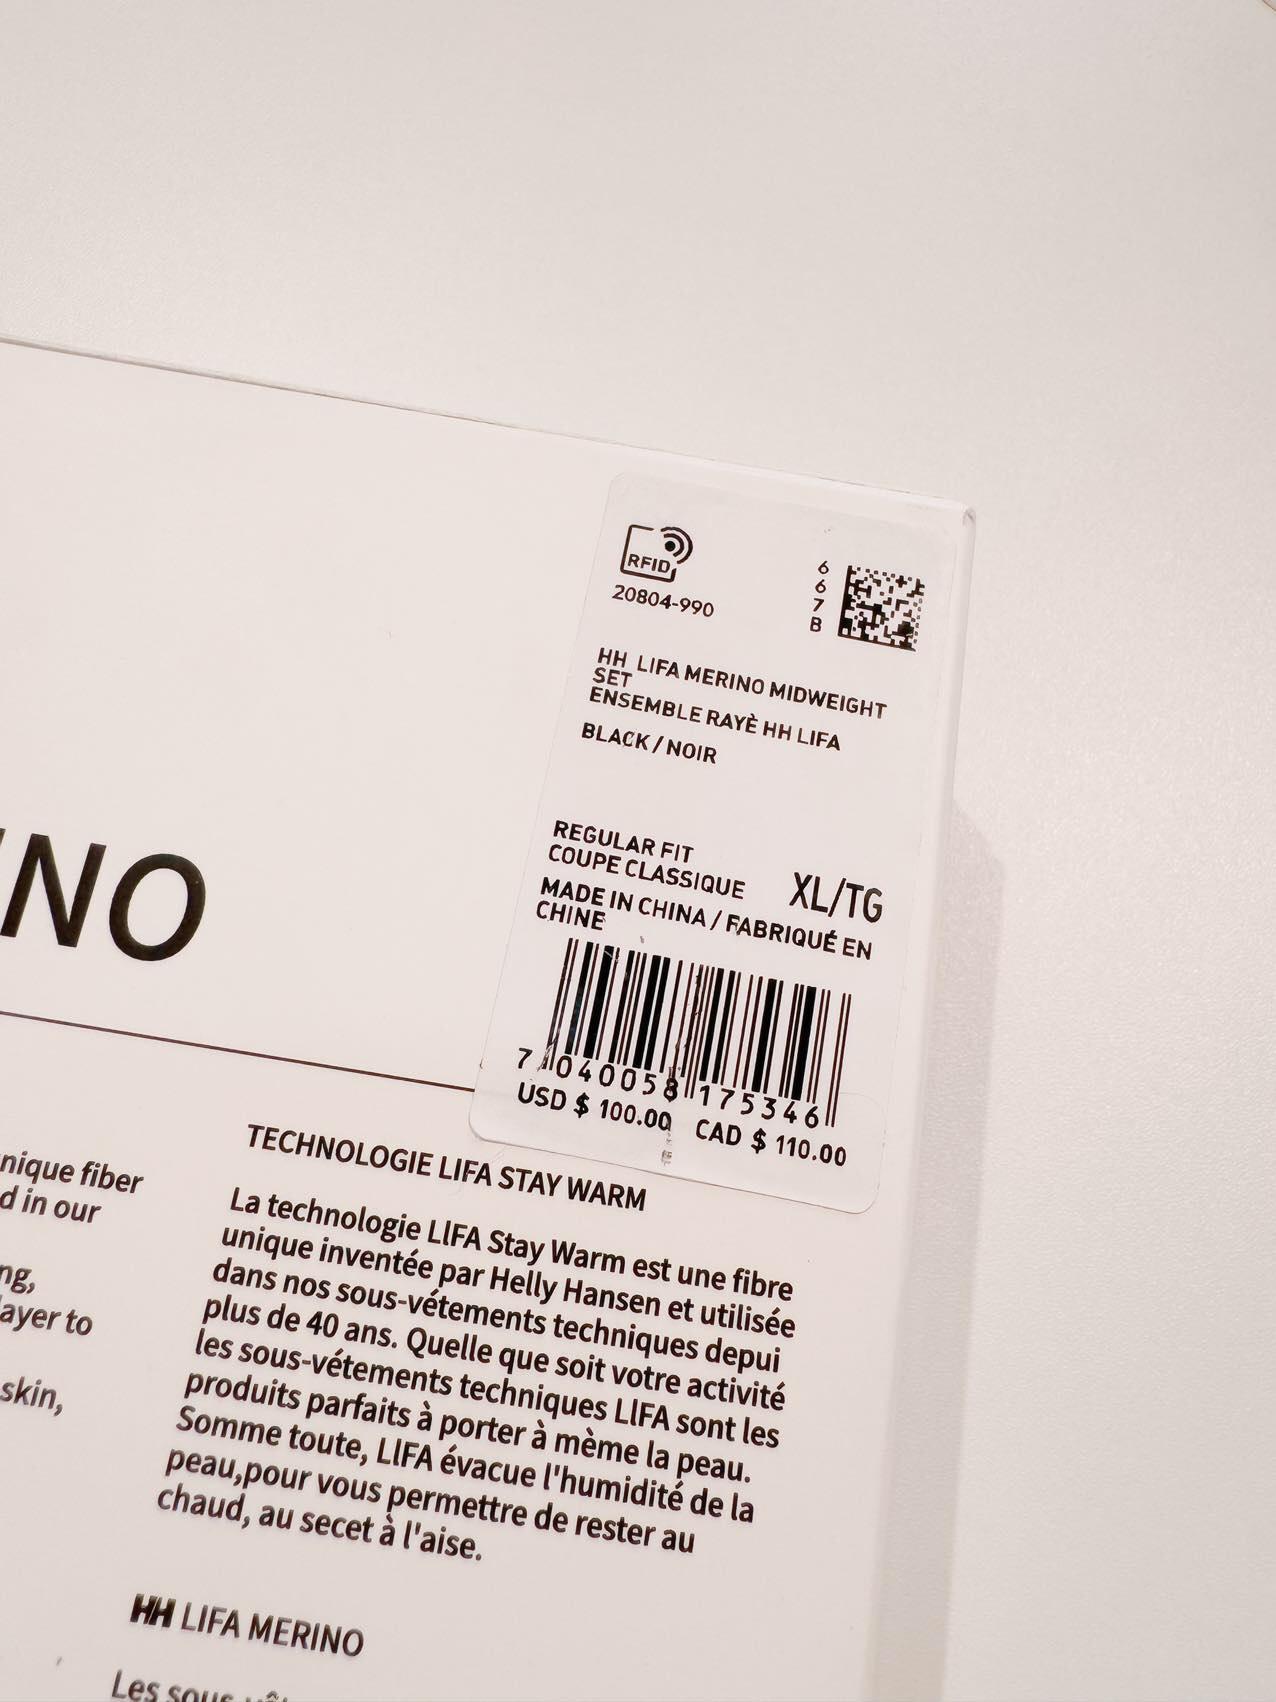 RFID
20804-990
6
6
7
B
HH LIFA MERINO MIDWEIGHT
SET
ENSEMBLE RAYÈ HH LIFA
BLACK / NOIR
REGULAR FIT
COUPE CLASSIQUE
XL/TG
MADE IN CHINA / FABRIQUÉ EN
CHINE
7 040058 175346
USD $ 100.00 CAD $ 110.00
NO
nique fiber
d in our
ng,
ayer to
skin,
TECHNOLOGIE LIFA STAY WARM
La technologie LIFA Stay Warm est une fibre
unique inventée par Helly Hansen et utilisée
dans nos sous-vétements techniques depui
plus de 40 ans. Quelle que soit votre activité
les sous-vétements techniques LIFA sont les
produits parfaits à porter à mème la peau.
Somme toute, LIFA évacue l'humidité de la
peau,pour vous permettre de rester au
chaud, au secet à l'aise.
HH LIFA MERINO
Les